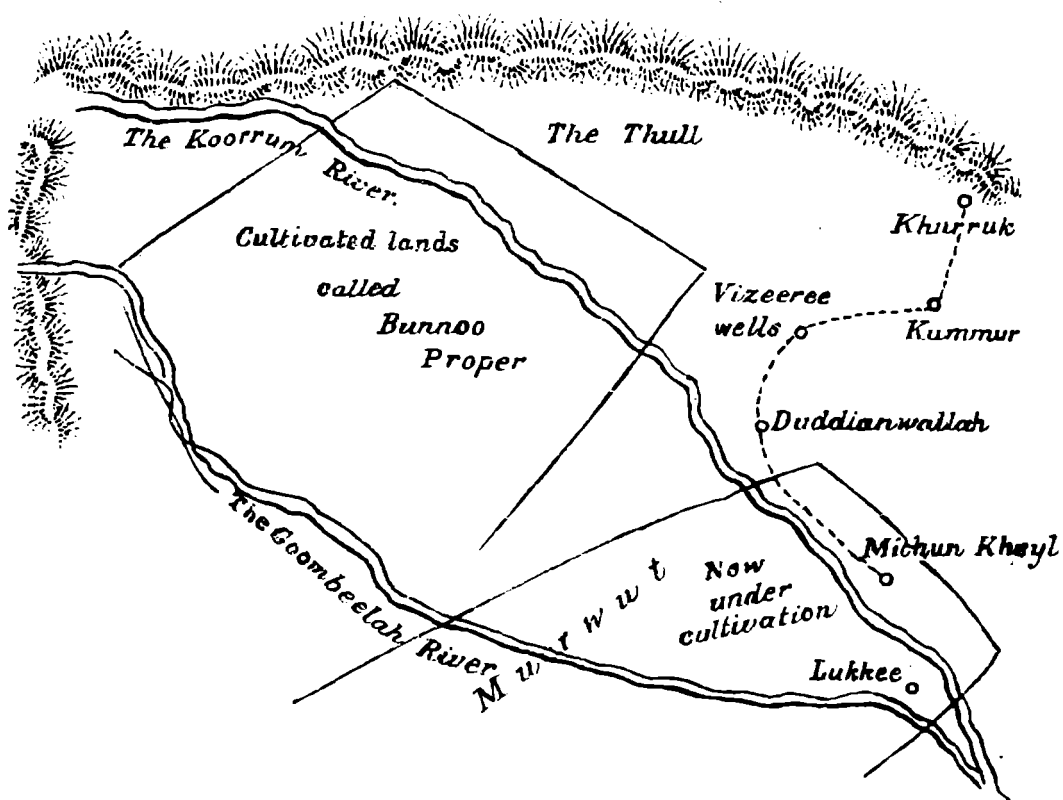 The Thull
The Koorrum
River.
Khurruk
Cultivated lands
called
Bunnoo
Proper
Vizeeree
wells
Kummur
Duddianwallah
The Goombeelah River
Murwut
Now
under
cultivation
Mithun Kheyl
Lukkee